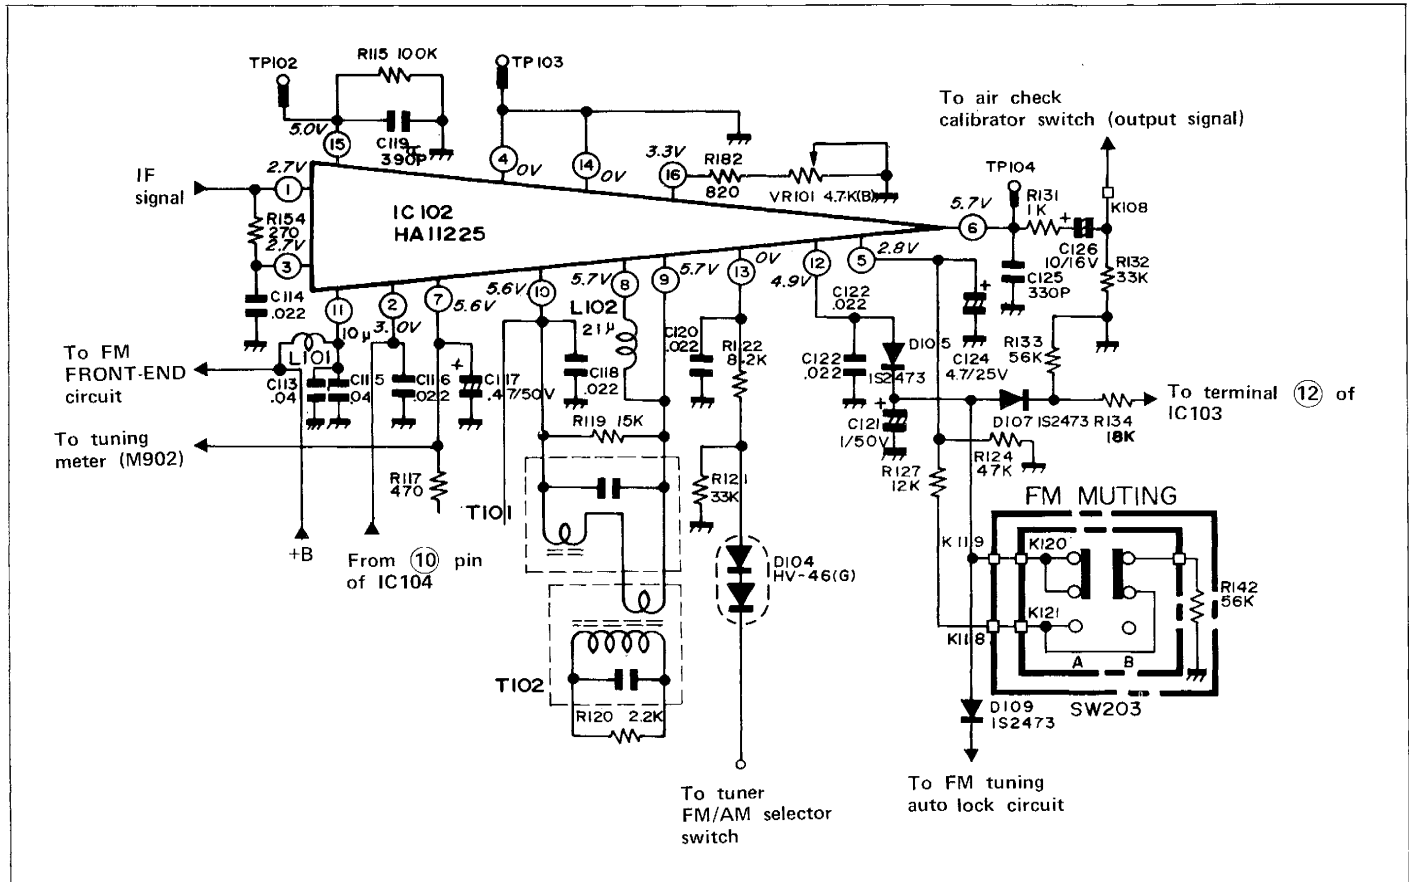 R115 100K
TP102
TP103
To air check
calibrator switch (output signal)
5.0V
15
C119
390P
4
0V
14
0V
3.3V
16
R182
820
VR101 4.7K(B)
TP104
R131
1K
K108
IF
signal
2.7V
1
R154
270
2.7V
3
IC102
HA11225
5.7V
6
C126
10/16V
C125
330P
R132
33K
C114
.022
11
10μ
L101
2
3.0V
7
5.6V
5.6V
10
5.7V
8
9
5.7V
L102
21μ
13
0V
12
4.9V
5
2.8V
To FM
FRONT-END
circuit
C113
.04
C115
.04
C116
.022
C117
.47/50V
C118
.022
C120
.022
R122
8.2K
C122
.022
C122
.022
D105
1S2473
C124
4.7/25V
R133
56K
To tuning
meter (M902)
R119 15K
C121
1/50V
D107 1S2473
R134
18K
To terminal 12 of
IC103
R117
470
T101
R121
33K
R127
12K
R124
47K
+B
From 10 pin
of IC104
D104
HV-46(G)
FM MUTING
K119
K120
K121
K118
A
B
R142
56K
SW203
T102
R120 2.2K
D109
1S2473
To tuner
FM/AM selector
switch
To FM tuning
auto lock circuit